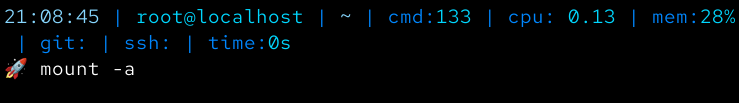 21:08:45 | root@localhost | ~ | cmd:133 | cpu: 0.13 | mem:28%
| git: | ssh: | time:0s
🚀 mount -a